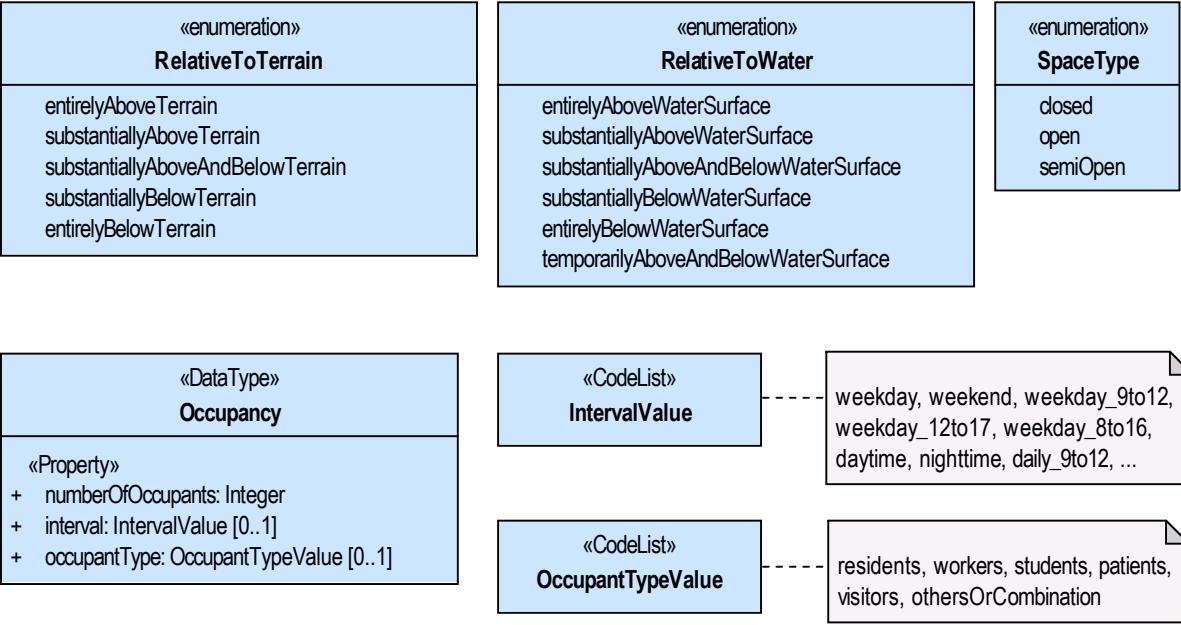 «enumeration»
RelativeToTerrain
entirelyAboveTerrain
substantiallyAboveTerrain
substantiallyAboveAndBelowTerrain
substantiallyBelowTerrain
entirelyBelowTerrain
«enumeration»
RelativeToWater
entirelyAboveWaterSurface
substantiallyAboveWaterSurface
substantiallyAboveAndBelowWaterSurface
substantiallyBelowWaterSurface
entirelyBelowWaterSurface
temporarilyAboveAndBelowWaterSurface
«enumeration»
SpaceType
closed
open
semiOpen
«DataType»
Occupancy
«Property»
+ numberOfOccupants: Integer
+ interval: IntervalValue [0..1]
+ occupantType: OccupantTypeValue [0..1]
«CodeList»
IntervalValue
weekday, weekend, weekday_9to12,
weekday_12to17, weekday_8to16,
daytime, nighttime, daily_9to12, ...
«CodeList»
OccupantTypeValue
residents, workers, students, patients,
visitors, othersOrCombination